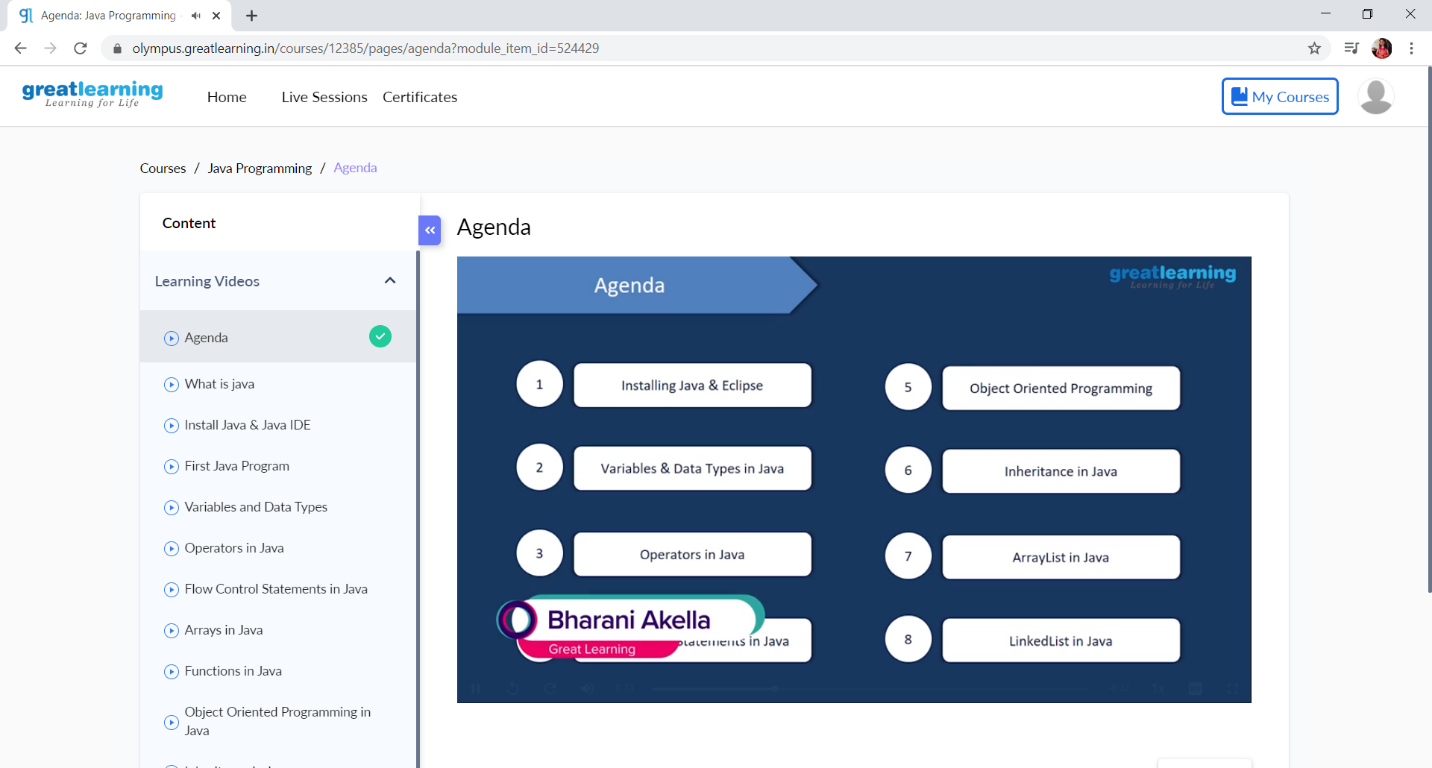 Agenda: Java Programming
olympus.greatlearning.in/courses/12385/pages/agenda?module_item_id=524429
greatlearning
Learning for Life
Home
Live Sessions
Certificates
My Courses
Courses / Java Programming / Agenda
Content
Learning Videos
Agenda
What is java
Install Java & Java IDE
First Java Program
Variables and Data Types
Operators in Java
Flow Control Statements in Java
Arrays in Java
Functions in Java
Object Oriented Programming in
Java
Agenda
Agenda
greatlearning
Learning for Life
1 Installing Java & Eclipse
2 Variables & Data Types in Java
3 Operators in Java
Bharani Akella
Great Learning
Statements in Java
5 Object Oriented Programming
6 Inheritance in Java
7 ArrayList in Java
8 LinkedList in Java